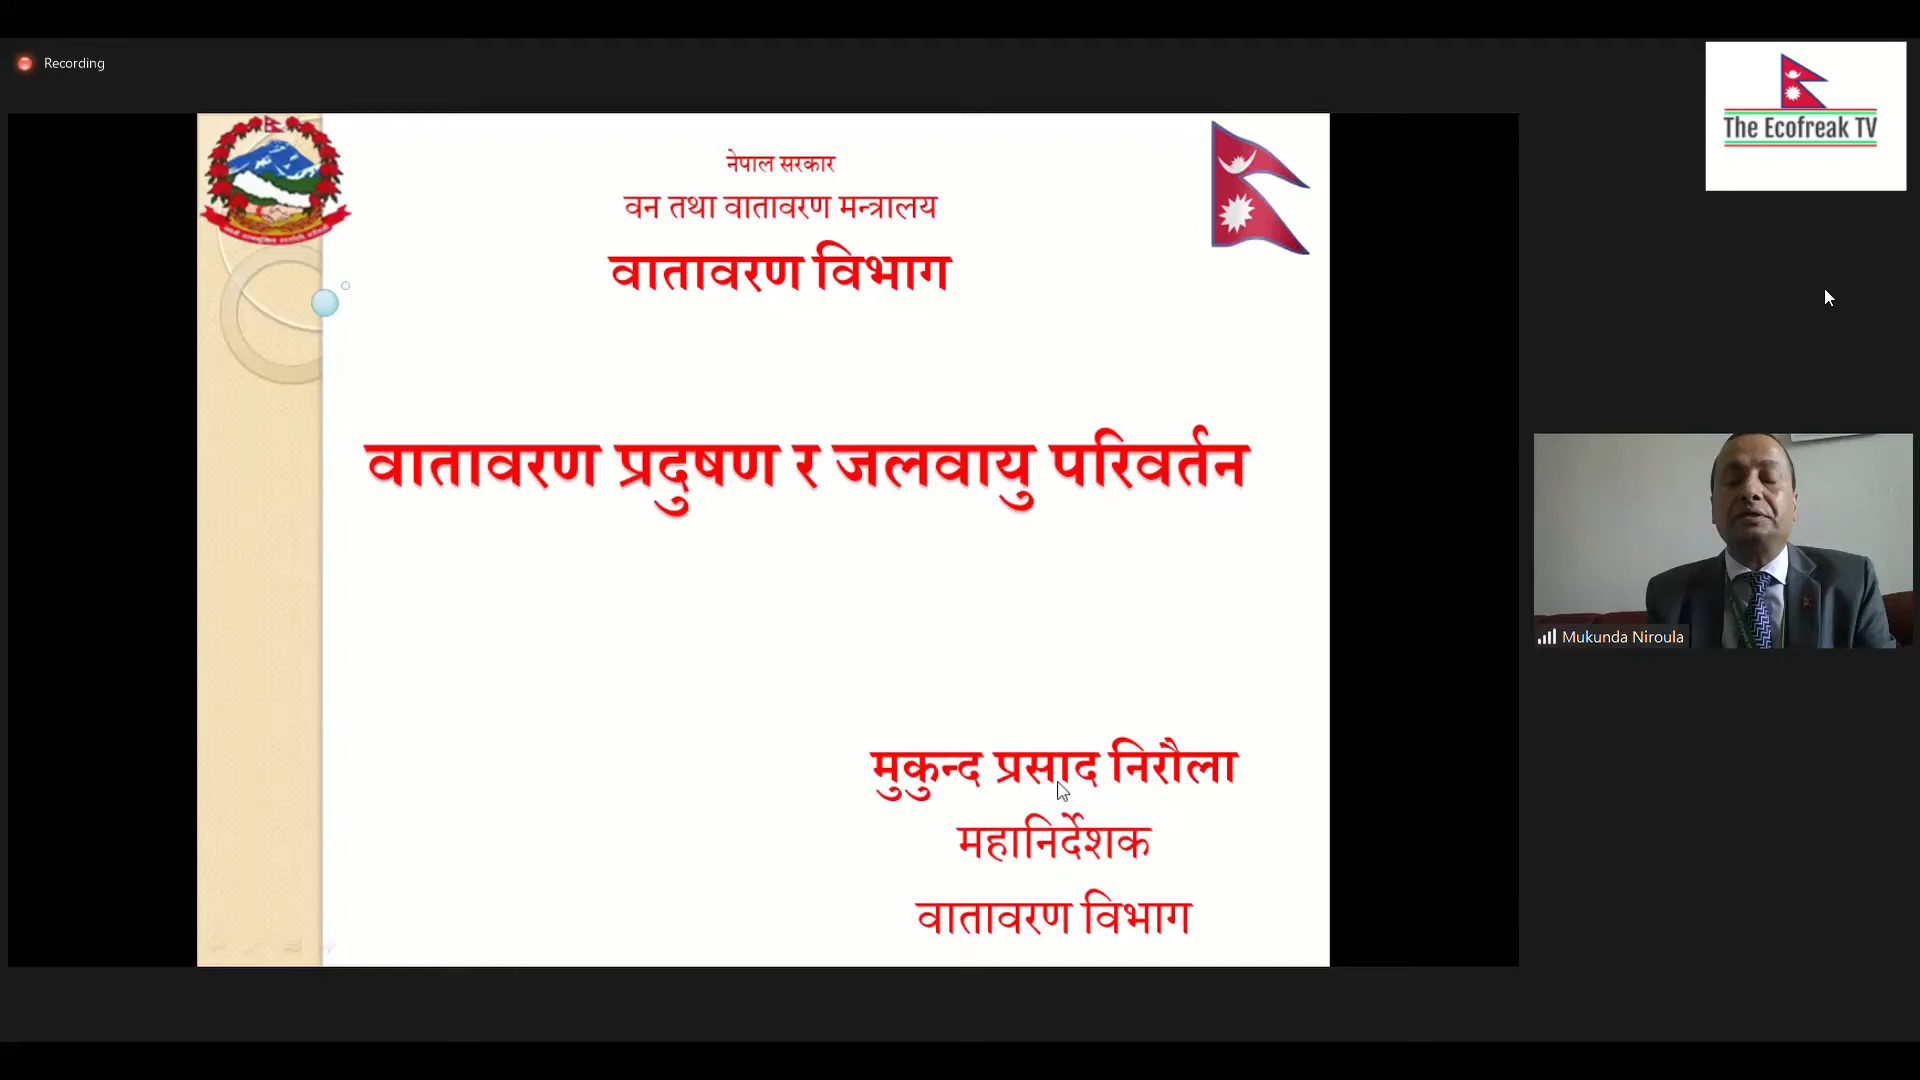 Recording
The Ecofreak TV
नेपाल सरकार
वन तथा वातावरण मन्त्रालय
वातावरण विभाग
वातावरण प्रदुषण र जलवायु परिवर्तन
मुकुन्द प्रसाद निरौला
महानिर्देशक
वातावरण विभाग
Mukunda Niroula